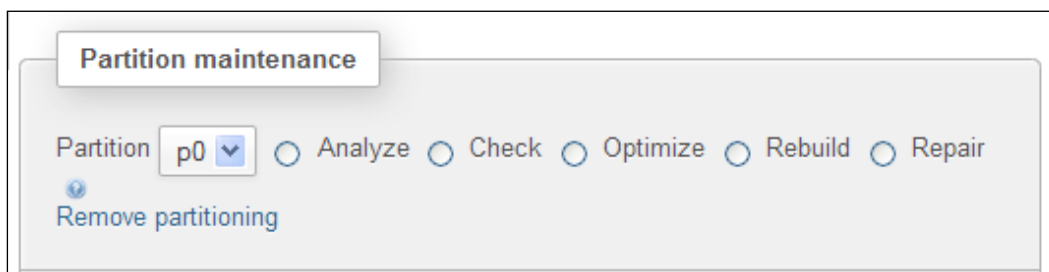 Partition maintenance
Partition p0 Analyze Check Optimize Rebuild Repair
Remove partitioning